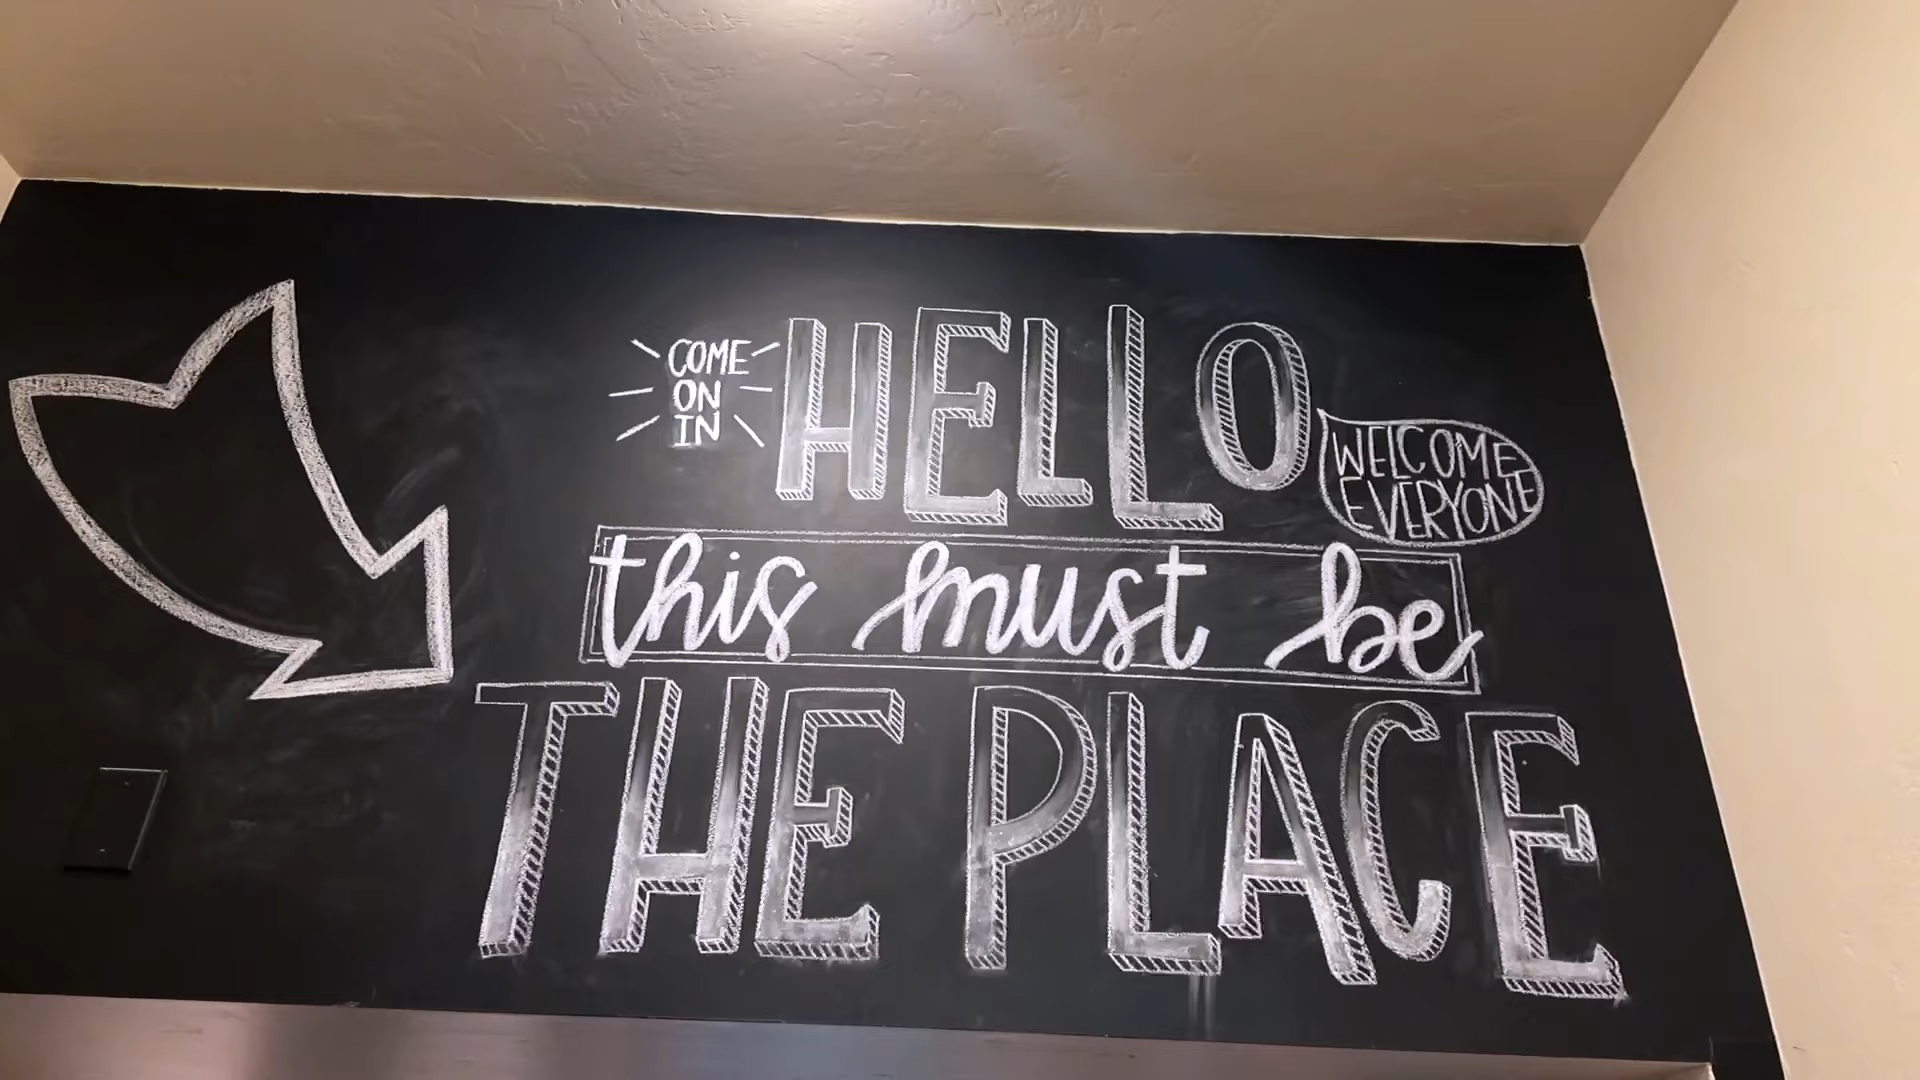 COME
ON
IN
HELLO
WELCOME
EVERYONE
this must be
THE PLACE